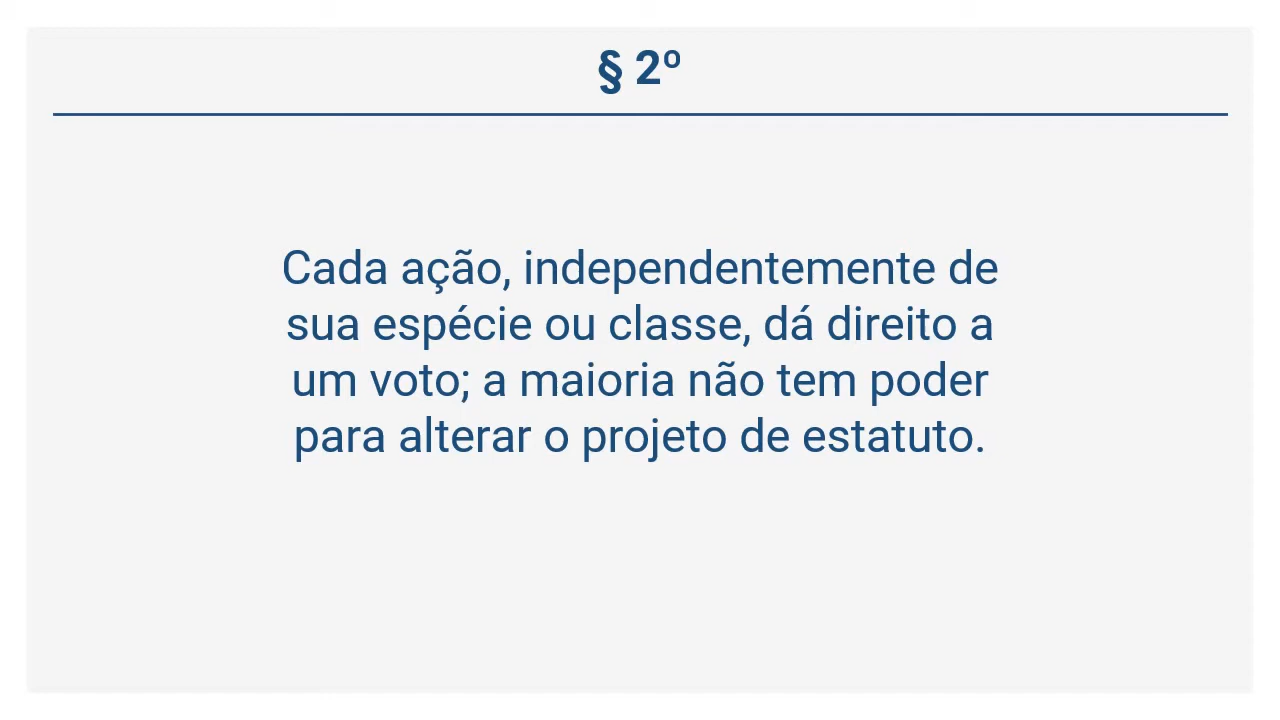 § 2º
Cada ação, independentemente de
sua espécie ou classe, dá direito a
um voto; a maioria não tem poder
para alterar o projeto de estatuto.